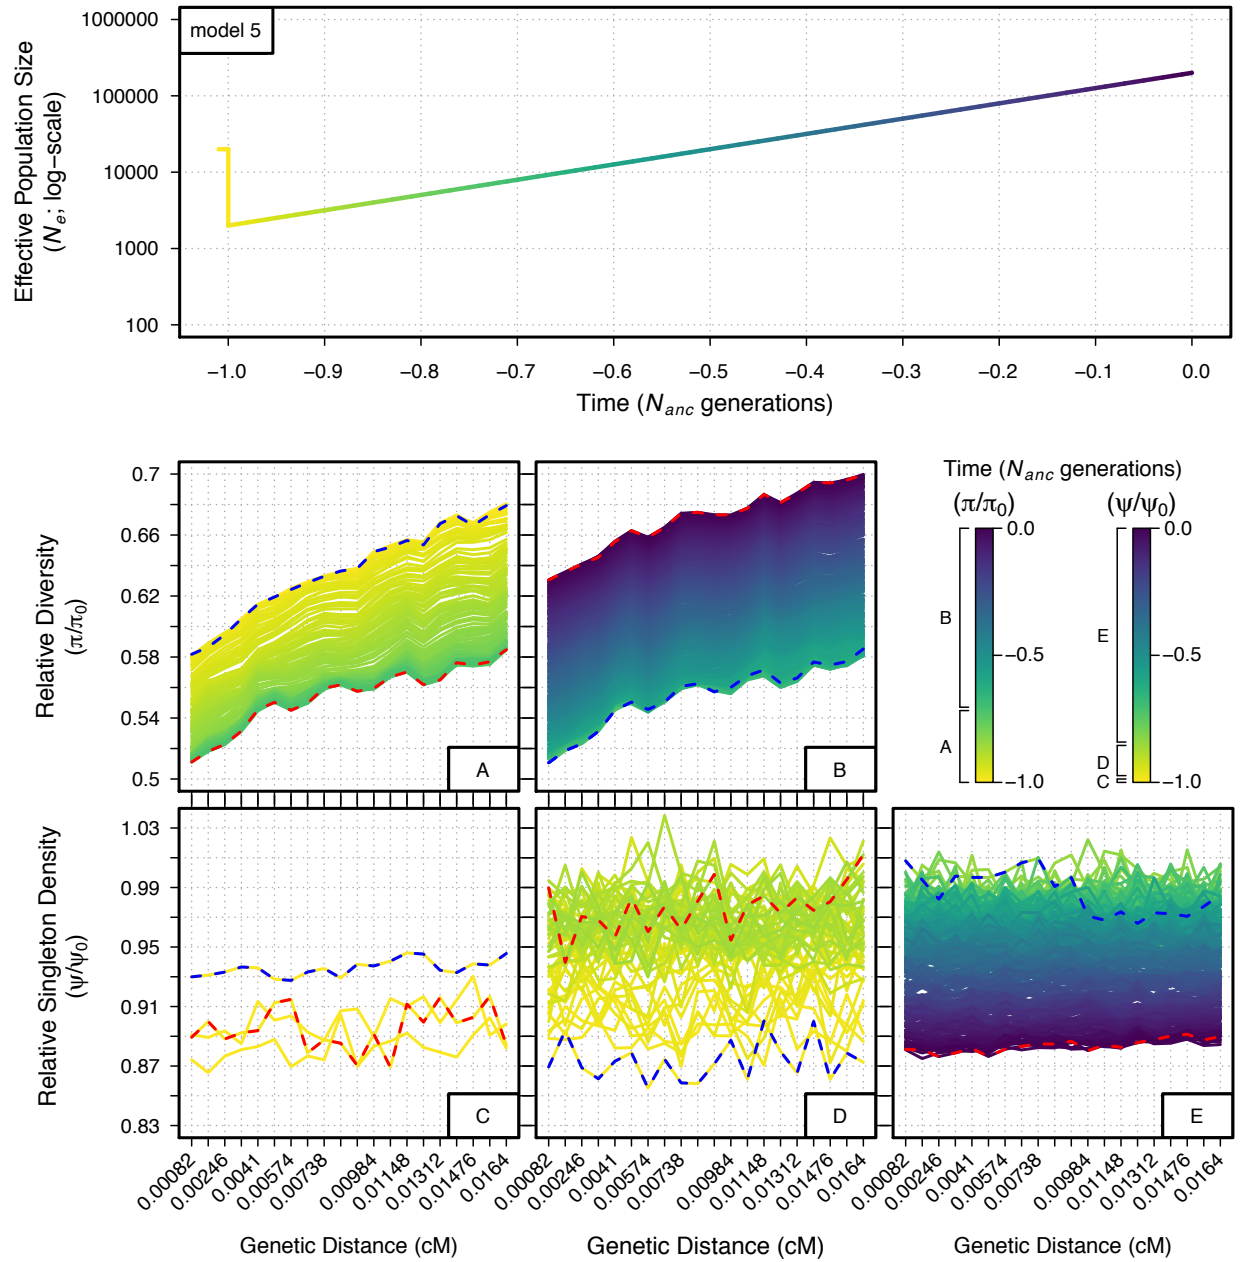 model 5
Effective Population Size
(Ne; log−scale)
1000000
100000
10000
1000
100
−1.0 −0.9 −0.8 −0.7 −0.6 −0.5 −0.4 −0.3 −0.2 −0.1 0.0
Time (Nanc generations)
Relative Diversity
(π/π0)
0.7
0.66
0.62
0.58
0.54
0.5
A
B
Time (Nanc generations)
(π/π0) (ψ/ψ0)
0.0 0.0
B
E
−0.5 −0.5
A
D
C
−1.0 −1.0
Relative Singleton Density
(ψ/ψ0)
1.03
0.99
0.95
0.91
0.87
0.83
C
D
E
0.00082 0.00246 0.0041 0.00574 0.00738 0.00984 0.01148 0.01312 0.01476 0.0164
0.00082 0.00246 0.0041 0.00574 0.00738 0.00984 0.01148 0.01312 0.01476 0.0164
0.00082 0.00246 0.0041 0.00574 0.00738 0.00984 0.01148 0.01312 0.01476 0.0164
Genetic Distance (cM) Genetic Distance (cM) Genetic Distance (cM)